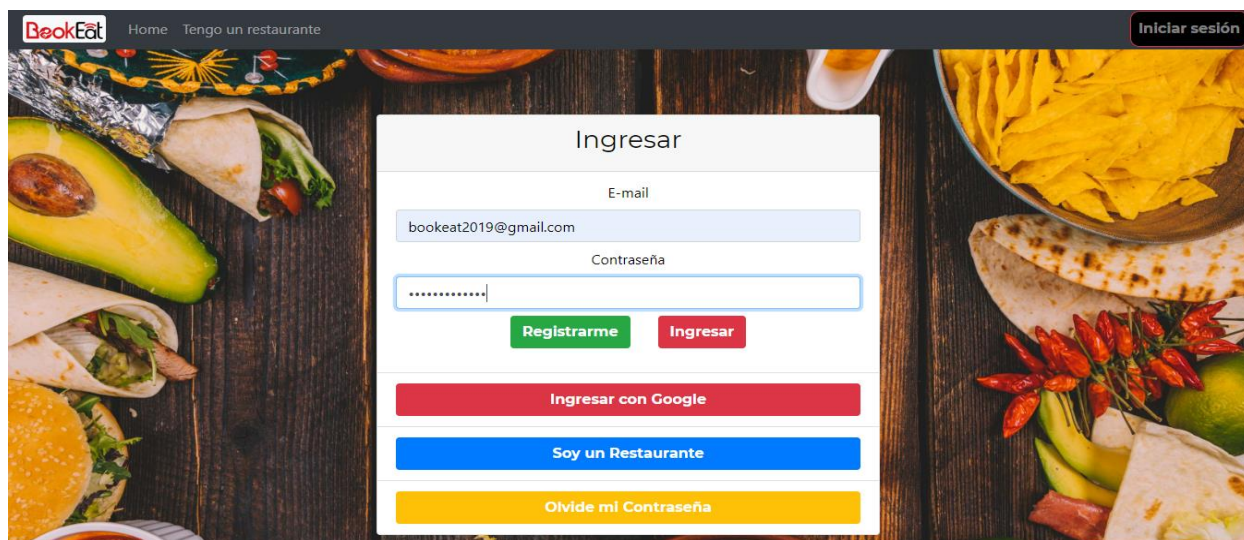 BookEat Home Tengo un restaurante Iniciar sesión
Ingresar
E-mail
bookeat2019@gmail.com
Contraseña
•••••••••••••
Registrarme Ingresar
Ingresar con Google
Soy un Restaurante
Olvide mi Contraseña